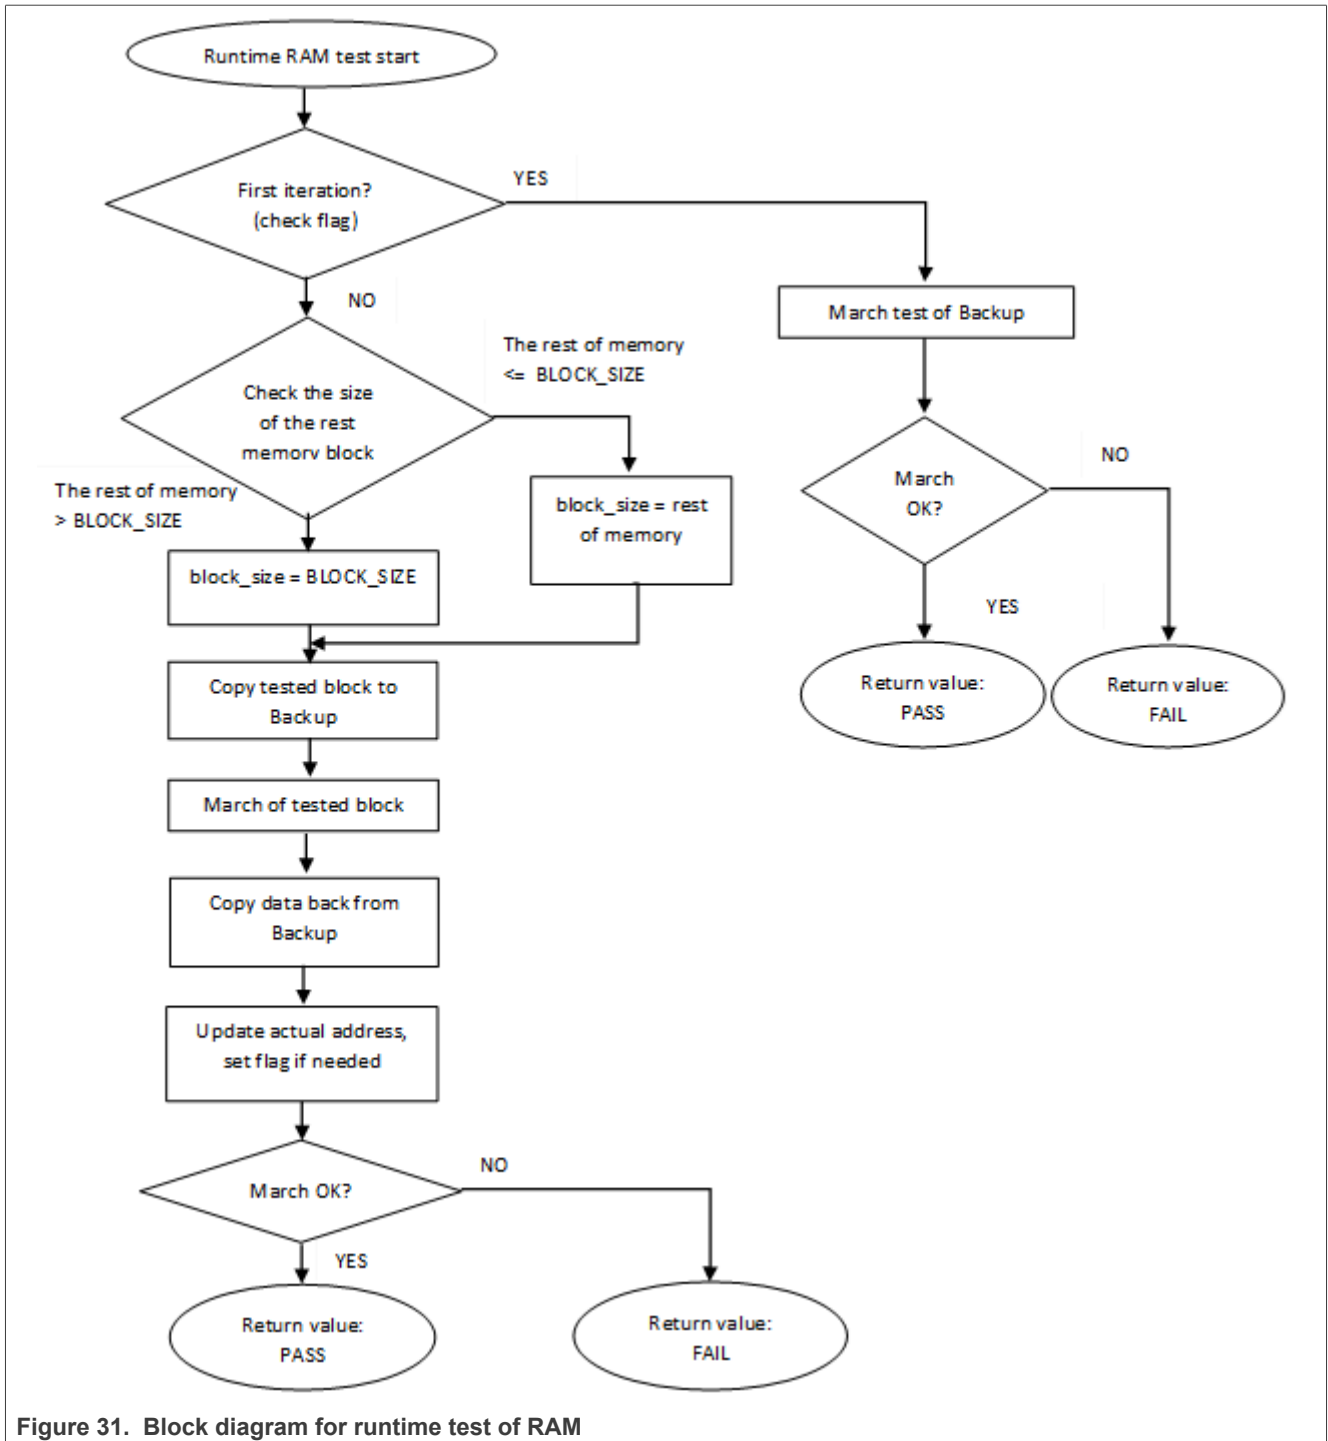 Runtime RAM test start
First iteration?
(check flag)
YES
NO
March test of Backup
The rest of memory
<= BLOCK_SIZE
Check the size
of the rest
memory block
March
OK?
NO
The rest of memory
> BLOCK_SIZE
block_size = rest
of memory
block_size = BLOCK_SIZE
YES
Copy tested block to
Backup
Return value:
PASS
Return value:
FAIL
March of tested block
Copy data back from
Backup
Update actual address,
set flag if needed
March OK?
NO
YES
Return value:
PASS
Return value:
FAIL
Figure 31. Block diagram for runtime test of RAM